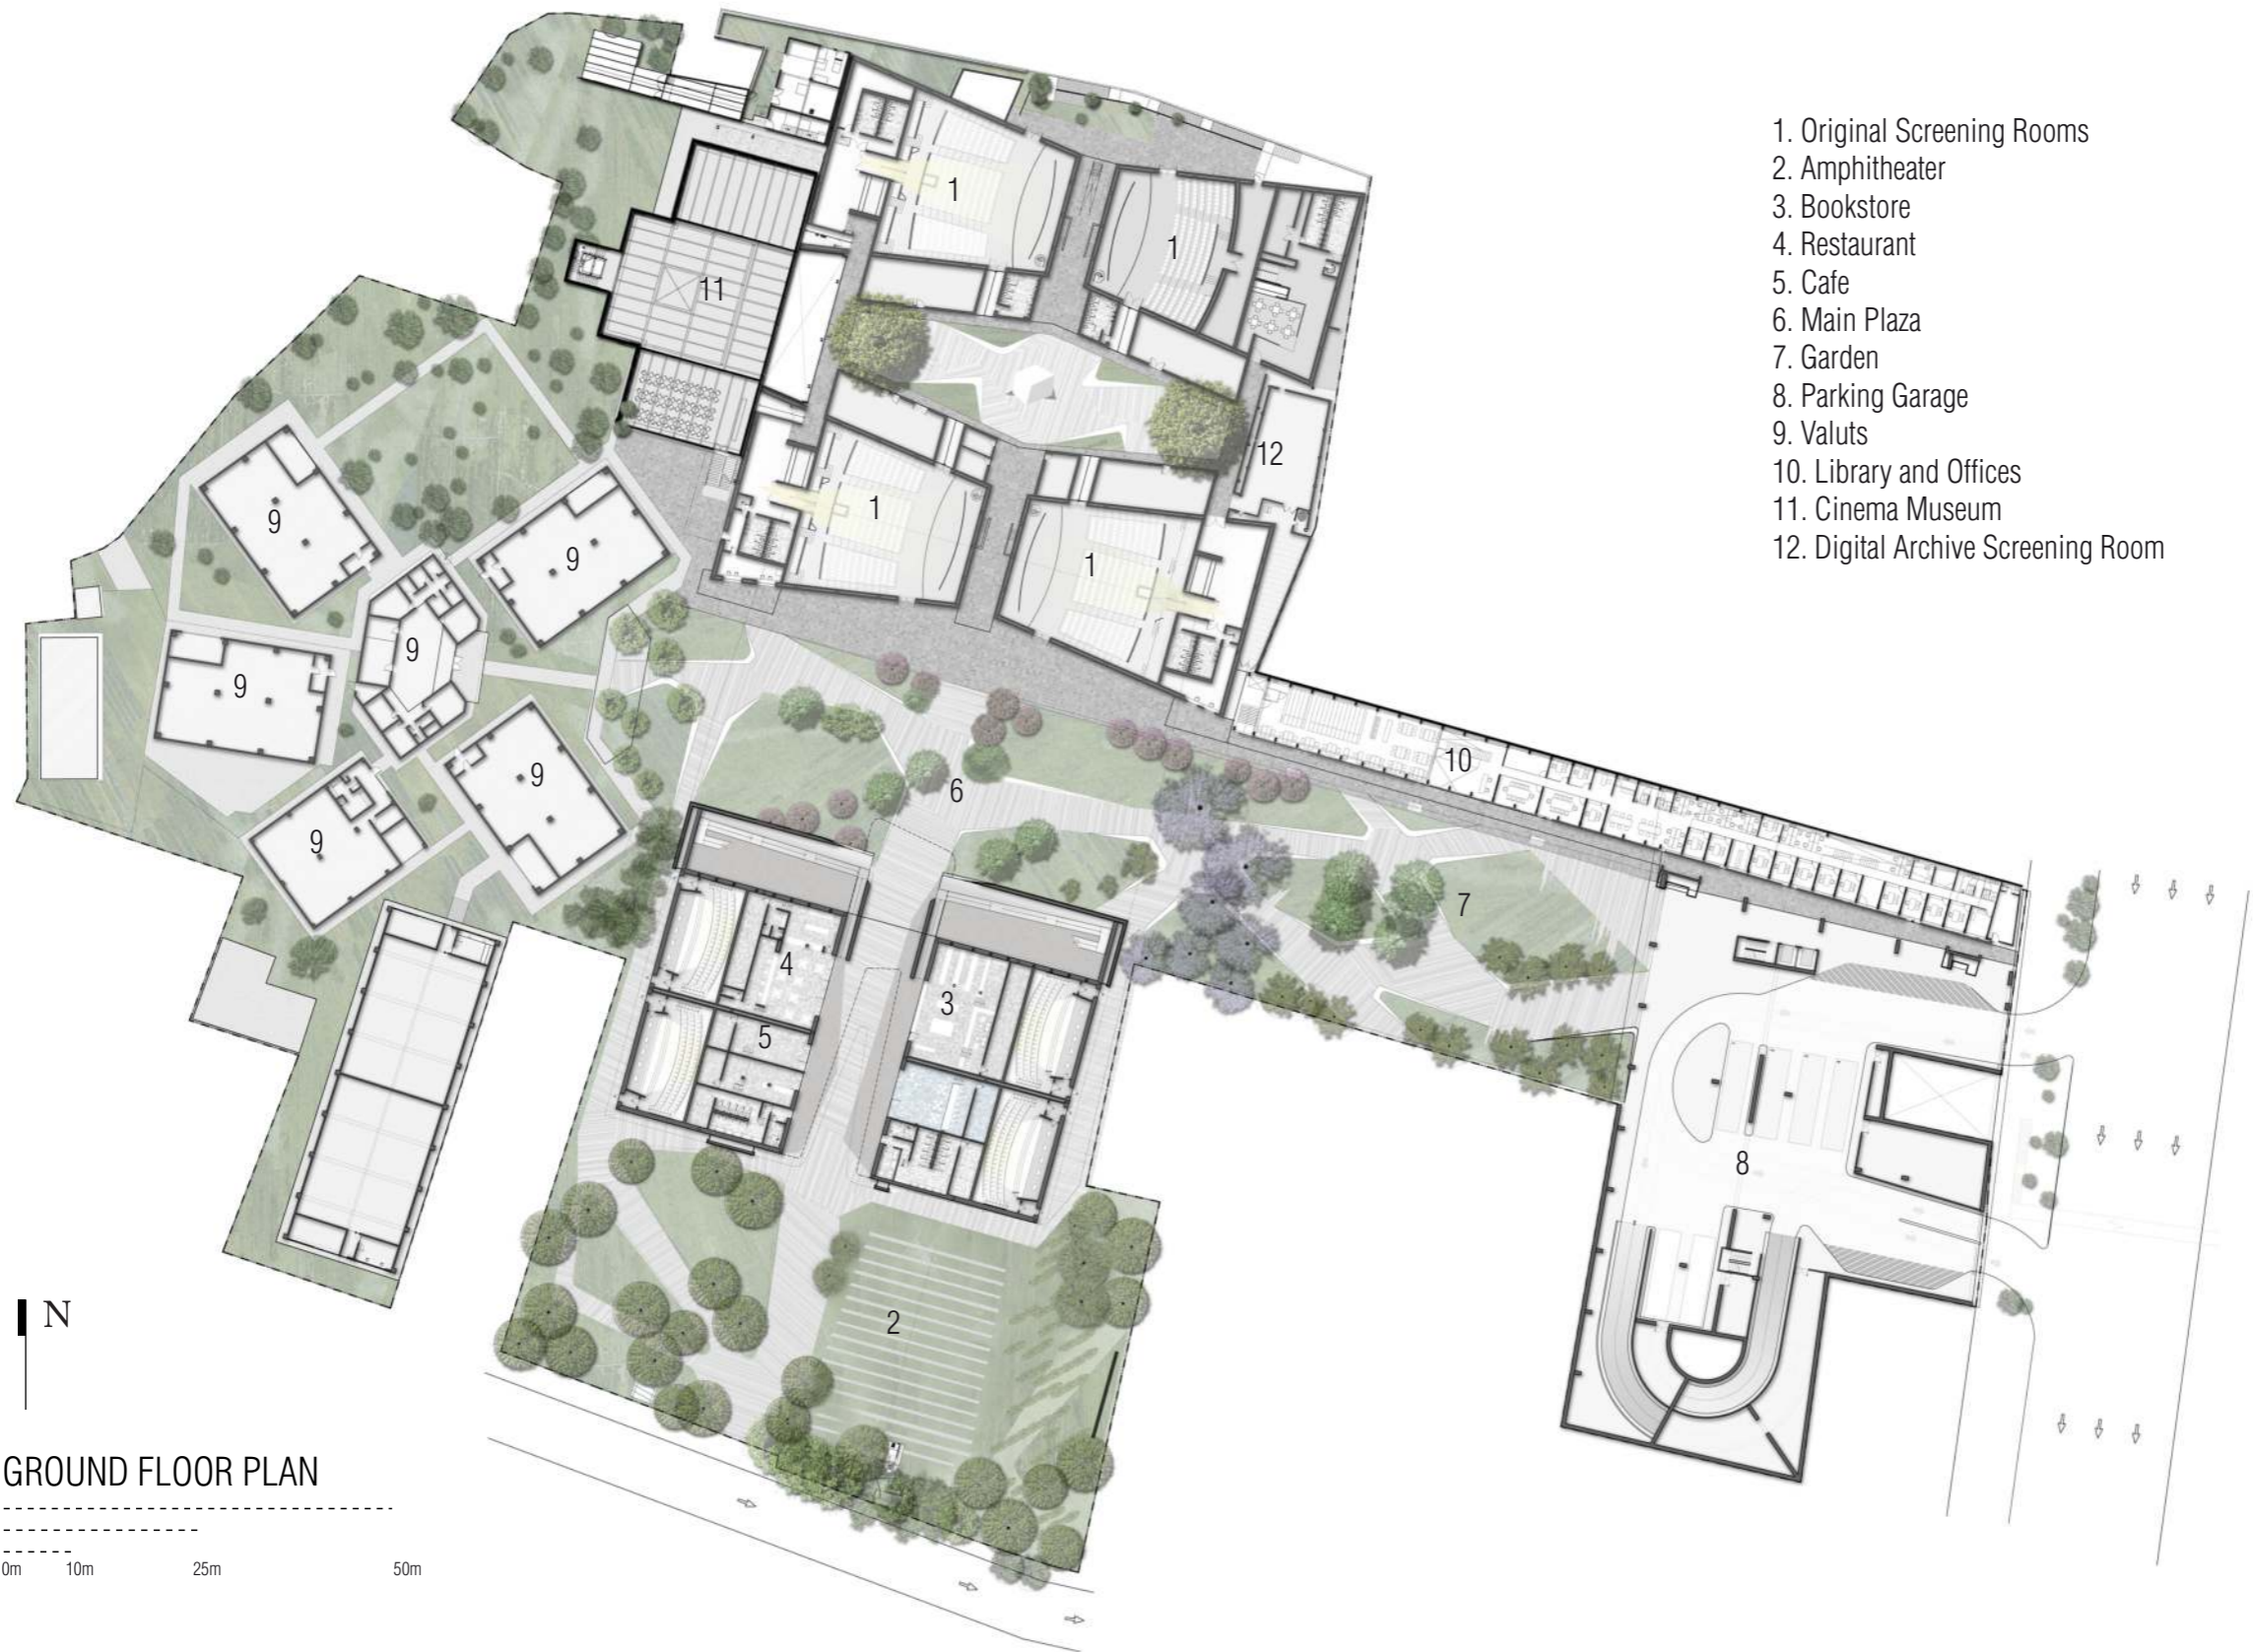 1. Original Screening Rooms
2. Amphitheater
3. Bookstore
4. Restaurant
5. Cafe
6. Main Plaza
7. Garden
8. Parking Garage
9. Valuts
10. Library and Offices
11. Cinema Museum
12. Digital Archive Screening Room
1
1
11
12
1
9
1
9
1
9
9
10
9
6
9
7
4
3
5
8
2
N
GROUND FLOOR PLAN
0m 10m 25m 50m